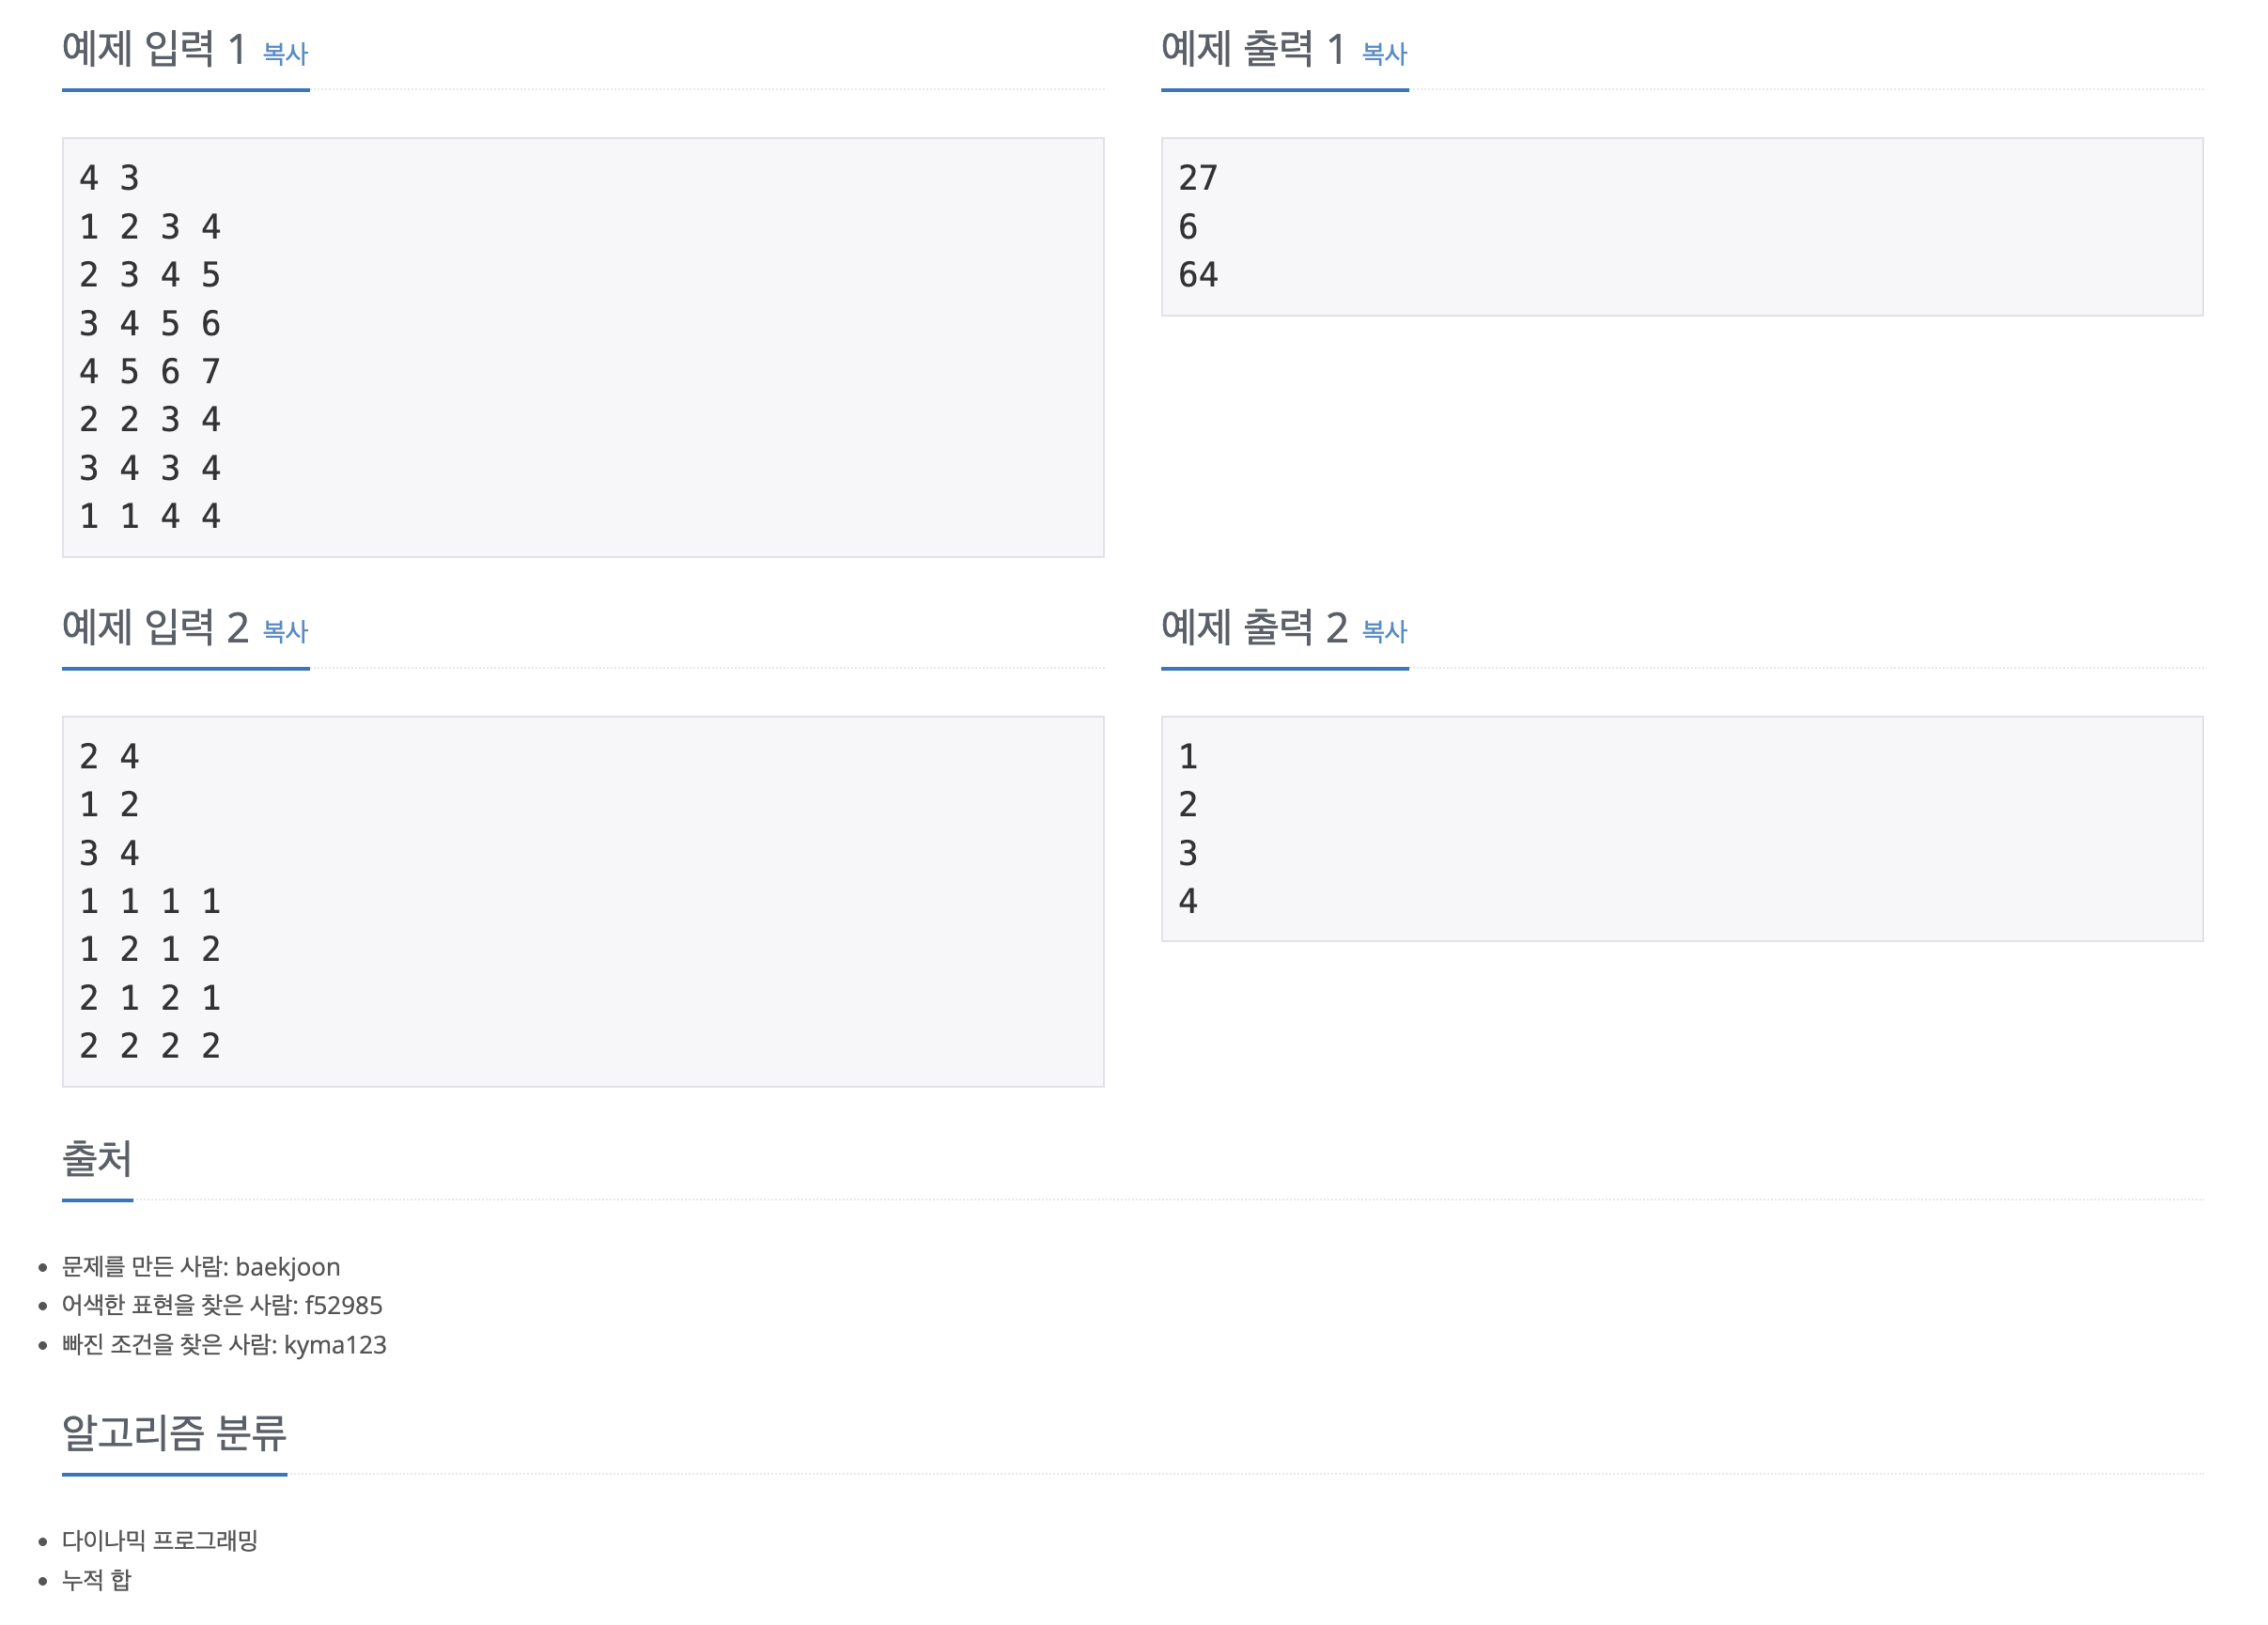 예제 입력 1 복사
4 3
1 2 3 4
2 3 4 5
3 4 5 6
4 5 6 7
2 2 3 4
3 4 3 4
1 1 4 4
예제 출력 1 복사
27
6
64
예제 입력 2 복사
2 4
1 2
3 4
1 1 1 1
1 2 1 2
2 1 2 1
2 2 2 2
예제 출력 2 복사
1
2
3
4
출처
문제를 만든 사람: baekjoon
어색한 표현을 찾은 사람: f52985
빠진 조건을 찾은 사람: kyma123
알고리즘 분류
다이나믹 프로그래밍
누적 합